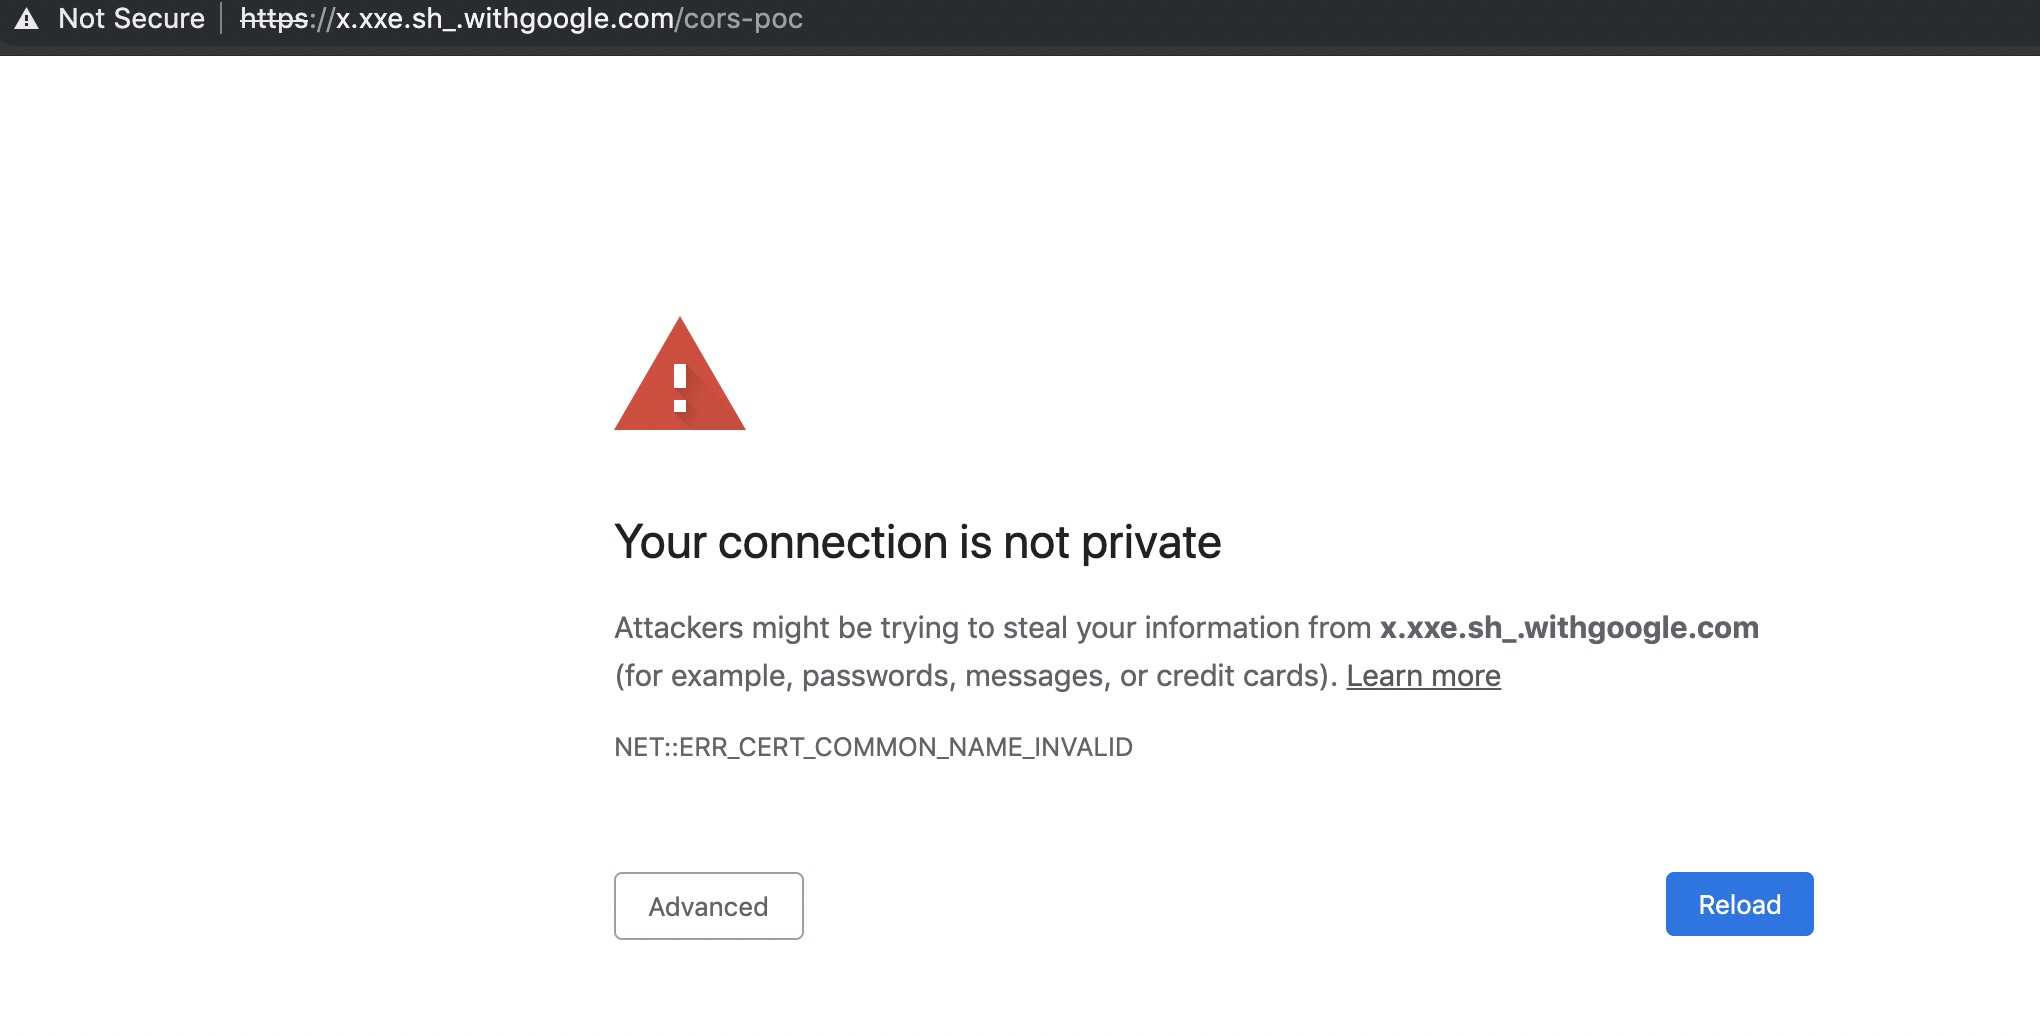 Not Secure | https://x.xxe.sh_.withgoogle.com/cors-poc
Your connection is not private
Attackers might be trying to steal your information from x.xxe.sh_.withgoogle.com
(for example, passwords, messages, or credit cards). Learn more
NET::ERR_CERT_COMMON_NAME_INVALID
Advanced
Reload